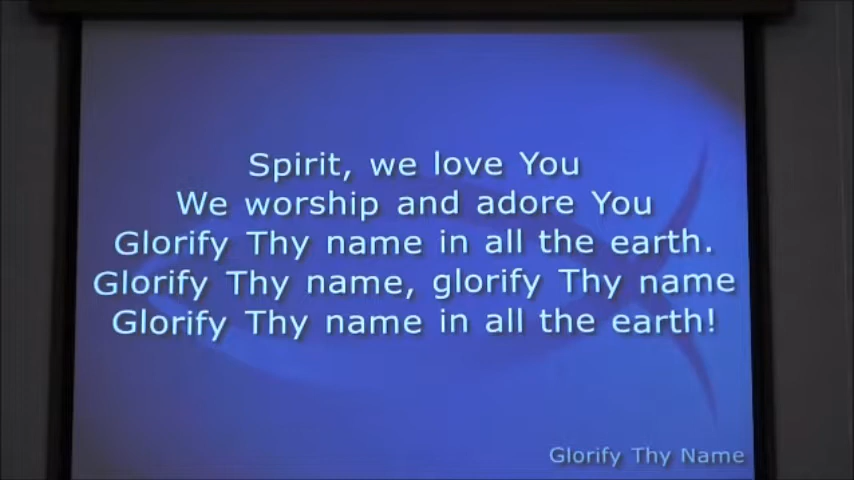 Spirit, we love You
We worship and adore You
Glorify Thy name in all the earth.
Glorify Thy name, glorify Thy name
Glorify Thy name in all the earth!
Glorify Thy Name